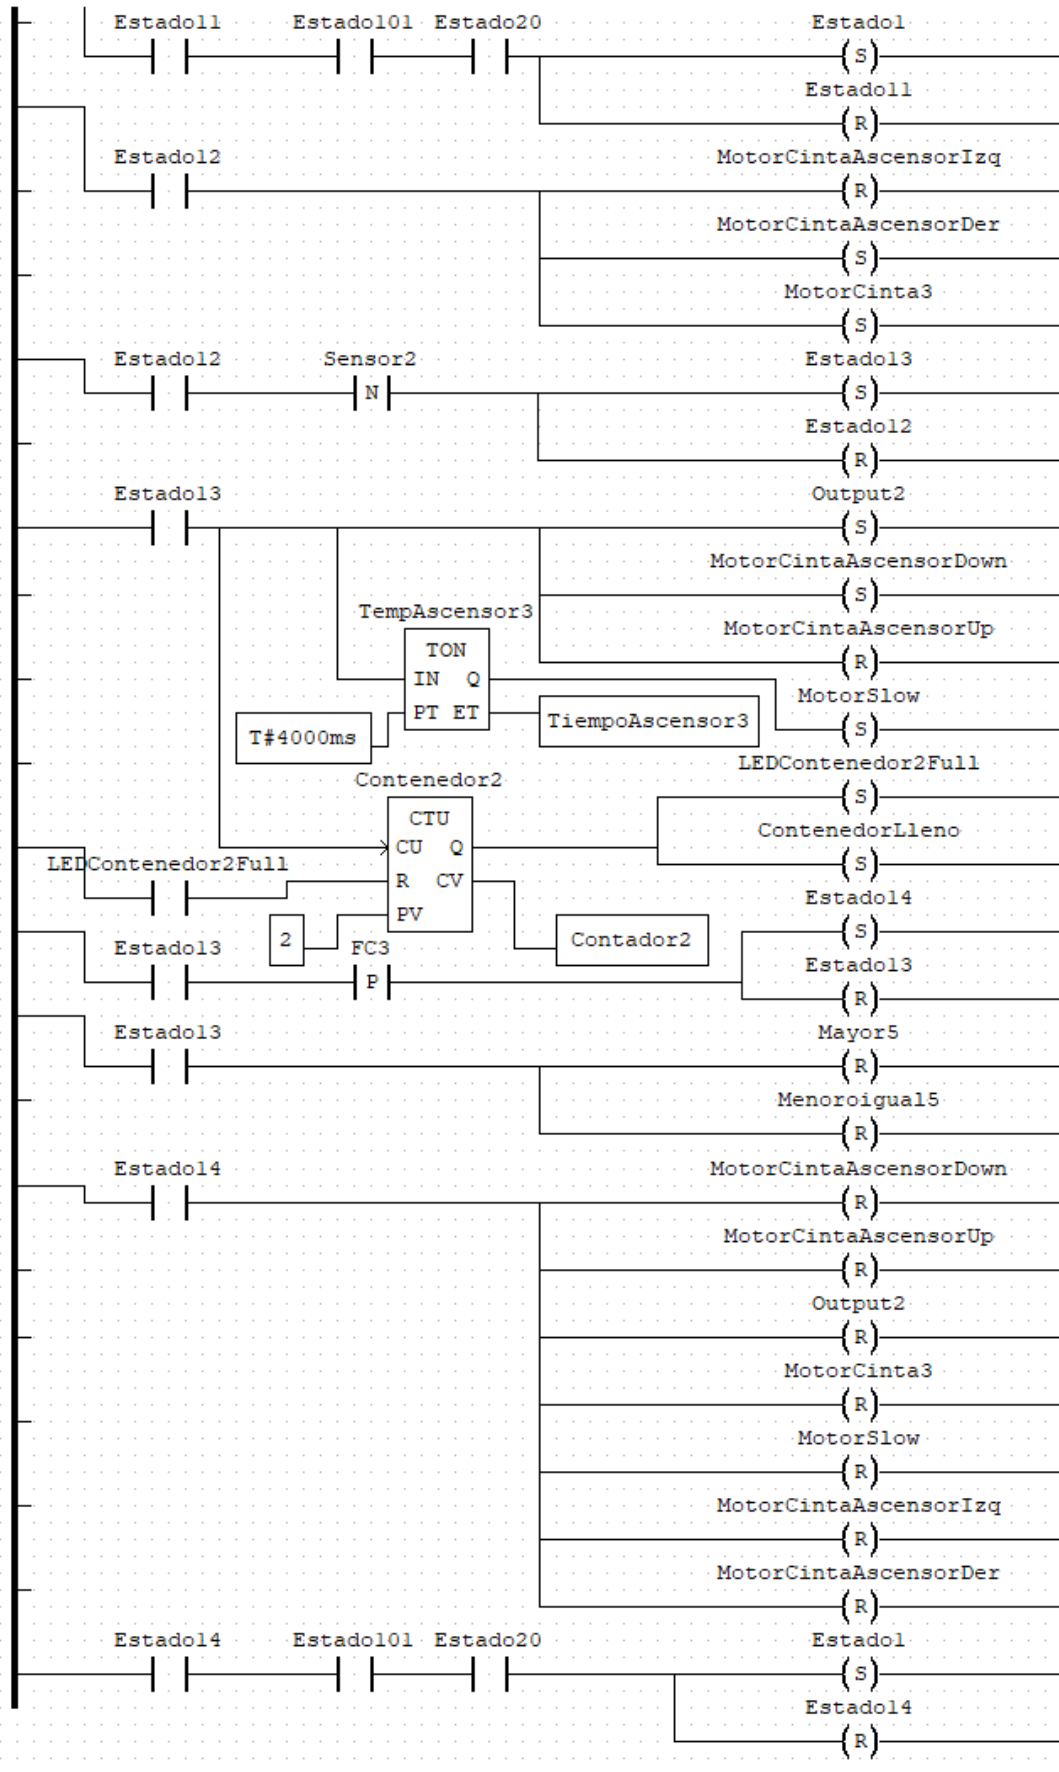 Estado11 Estado101 Estado20 Estado1
(S)
Estado11
(R)
Estado12 MotorCintaAscensorIzq
(R)
MotorCintaAscensorDer
(S)
MotorCinta3
(S)
Estado12 Sensor2 Estado13
N (S)
Estado12
(R)
Estado13 Output2
(S)
MotorCintaAscensorDown
(S)
TempAscensor3
MotorCintaAscensorUp
TON (R)
IN Q
MotorSlow
PT ET TiempoAscensor3
T#4000ms (S)
LEDContenedor2Full
Contenedor2 (S)
CTU ContenedorLleno
CU Q (S)
LEDContenedor2Full
R CV
Estado14
PV (S)
2 Contador2
Estado13 FC3 Estado13
P (R)
Estado13 Mayor5
(R)
Menoroigual5
(R)
Estado14 MotorCintaAscensorDown
(R)
MotorCintaAscensorUp
(R)
Output2
(R)
MotorCinta3
(R)
MotorSlow
(R)
MotorCintaAscensorIzq
(R)
MotorCintaAscensorDer
(R)
Estado14 Estado101 Estado20 Estado1
(S)
Estado14
(R)